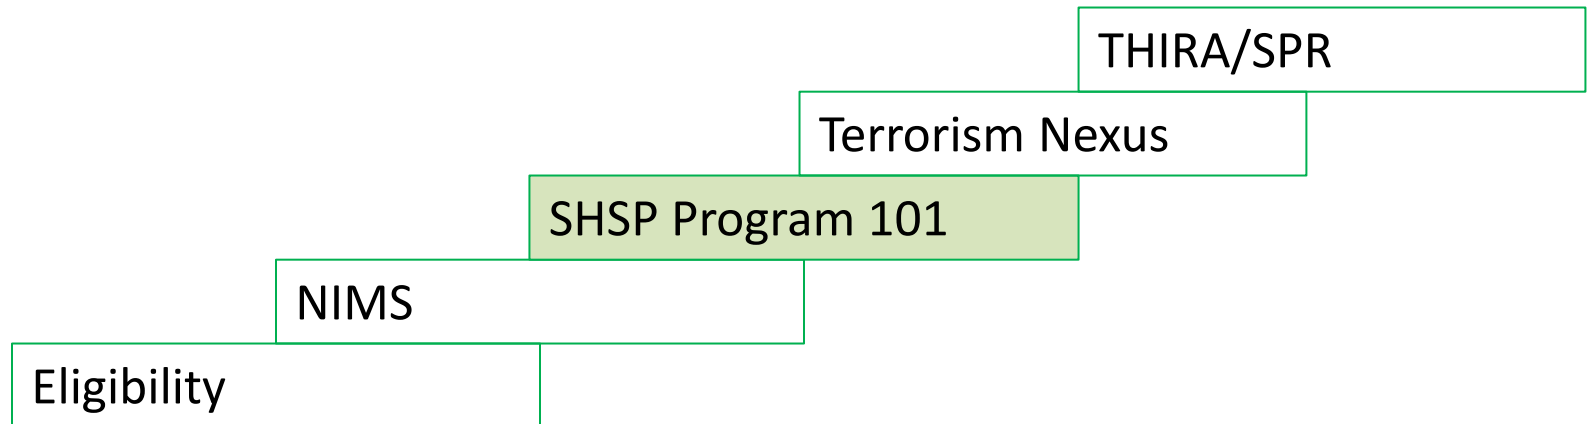 THIRA/SPR
Terrorism Nexus
SHSP Program 101
NIMS
Eligibility